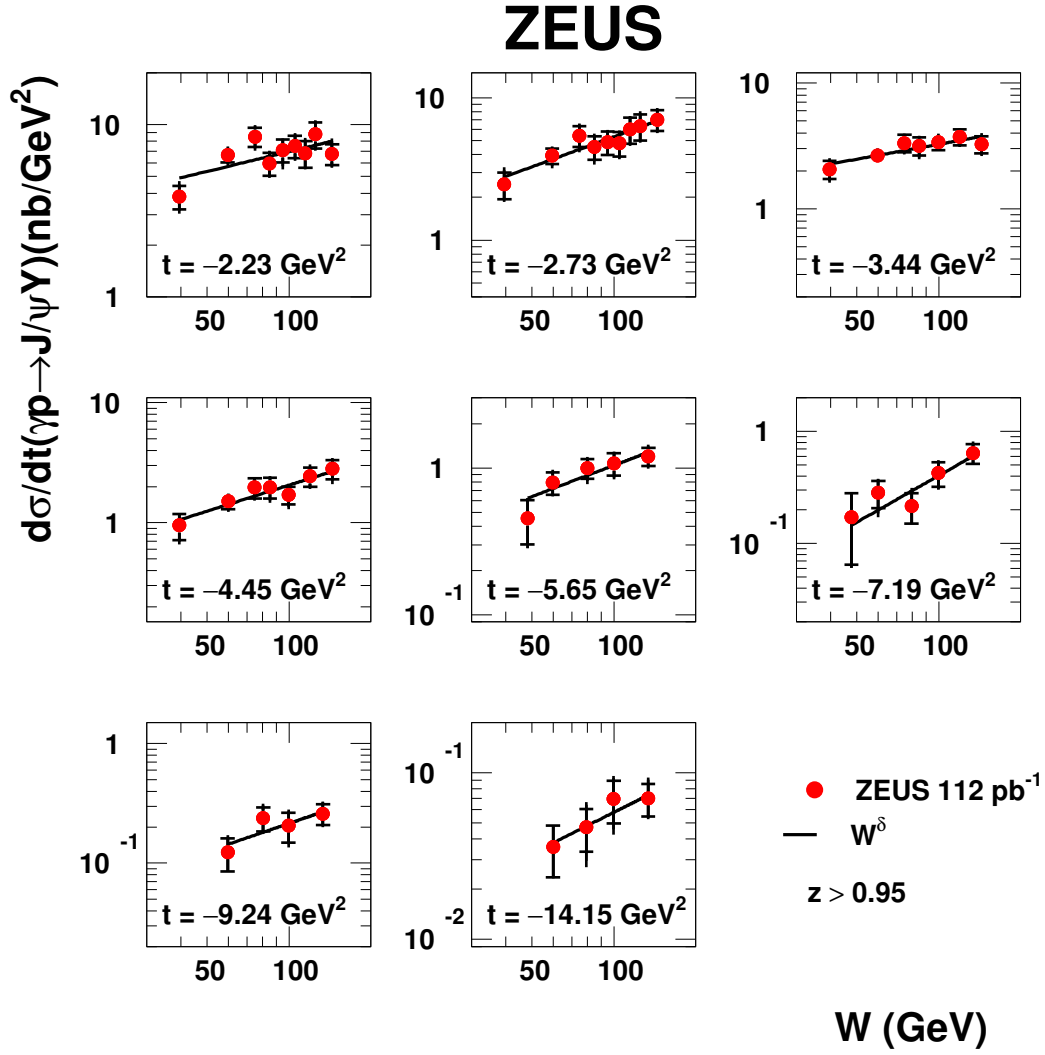 ZEUS
dσ/dt(γp→J/ψY)(nb/GeV²)
10
1
t = −2.23 GeV²
50 100
10
1
t = −2.73 GeV²
50 100
10
1
t = −3.44 GeV²
50 100
10
1
t = −4.45 GeV²
50 100
1
10⁻¹
t = −5.65 GeV²
50 100
1
10⁻¹
t = −7.19 GeV²
50 100
1
10⁻¹
t = −9.24 GeV²
50 100
10⁻¹
10⁻²
t = −14.15 GeV²
50 100
ZEUS 112 pb⁻¹
W^δ
z > 0.95
W (GeV)